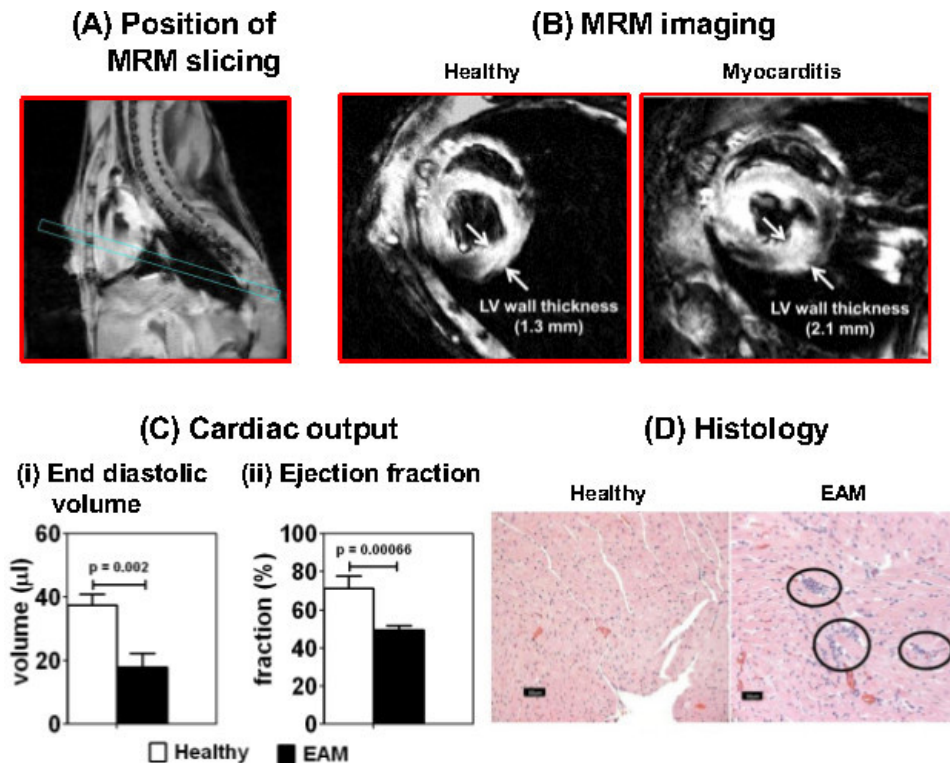 (A) Position of
MRM slicing
(B) MRM imaging
Healthy
Myocarditis
LV wall thickness
(1.3 mm)
LV wall thickness
(2.1 mm)
(C) Cardiac output
(i) End diastolic
volume
(ii) Ejection fraction
volume (µl)
60
40
20
0
p = 0.002
fraction (%)
100
80
60
40
20
0
p = 0.00066
Healthy
EAM
(D) Histology
Healthy
EAM